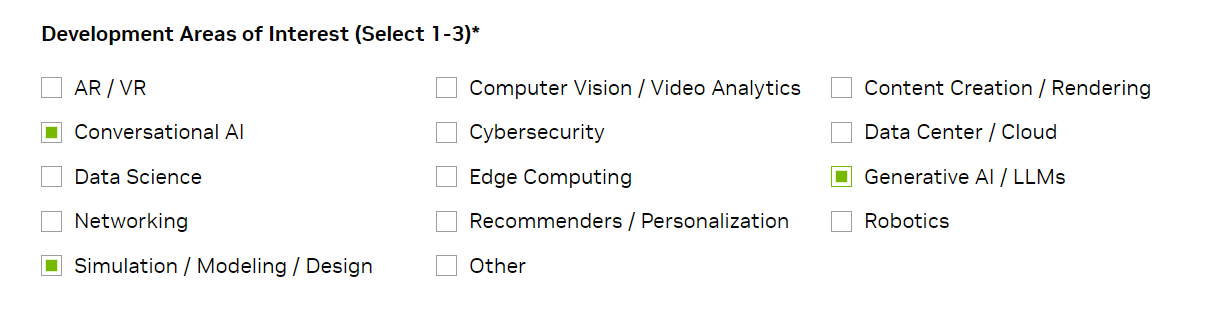 Development Areas of Interest (Select 1-3)*
AR / VR
Computer Vision / Video Analytics
Content Creation / Rendering
Conversational AI
Cybersecurity
Data Center / Cloud
Data Science
Edge Computing
Generative AI / LLMs
Networking
Recommenders / Personalization
Robotics
Simulation / Modeling / Design
Other